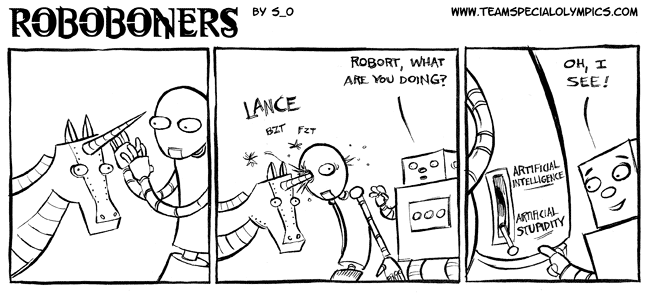 ROBOBONERS
BY S_O
WWW.TEAMSPECIALOLYMPICS.COM
LANCE
BZT FZT
ROBORT, WHAT
ARE YOU DOING?
OH, I
SEE!
ARTIFICIAL
INTELLIGENCE
ARTIFICIAL
STUPIDITY